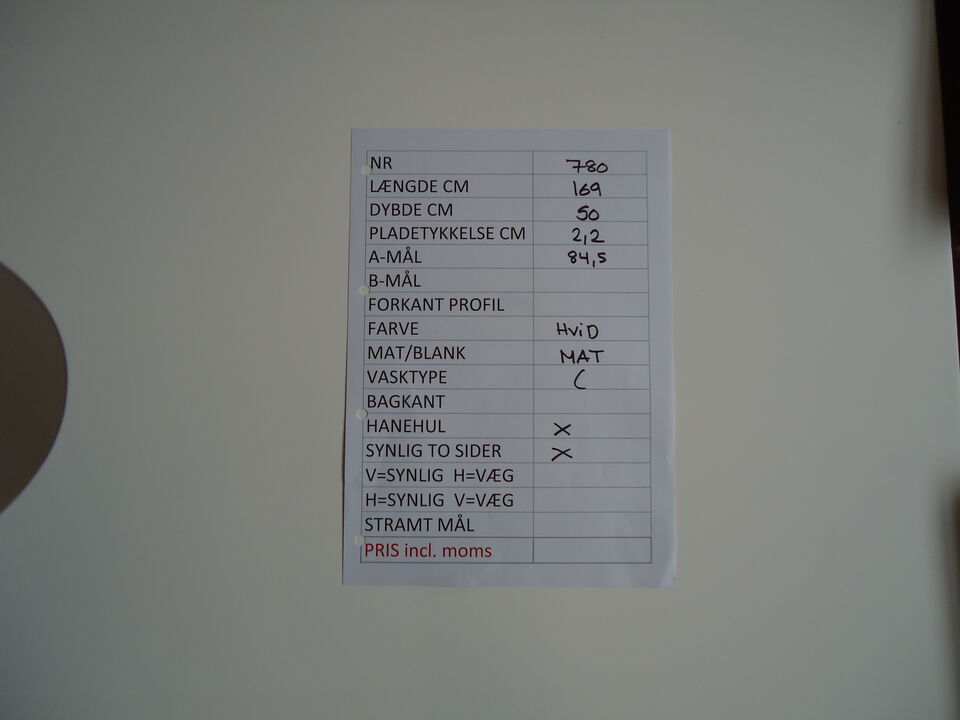 NR 780
LÆNGDE CM 169
DYBDE CM 50
PLADETYKKELSE CM 2,2
A-MÅL 84,5
B-MÅL
FORKANT PROFIL
FARVE HViD
MAT/BLANK MAT
VASKTYPE C
BAGKANT
HANEHUL X
SYNLIG TO SIDER X
V=SYNLIG H=VÆG
H=SYNLIG V=VÆG
STRAMT MÅL
PRIS incl. moms